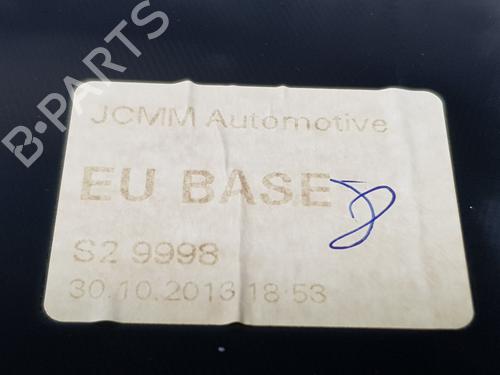 B-PARTS
JCMM Automotive
EU BASE
S2 9998
30.10.2013 18:53